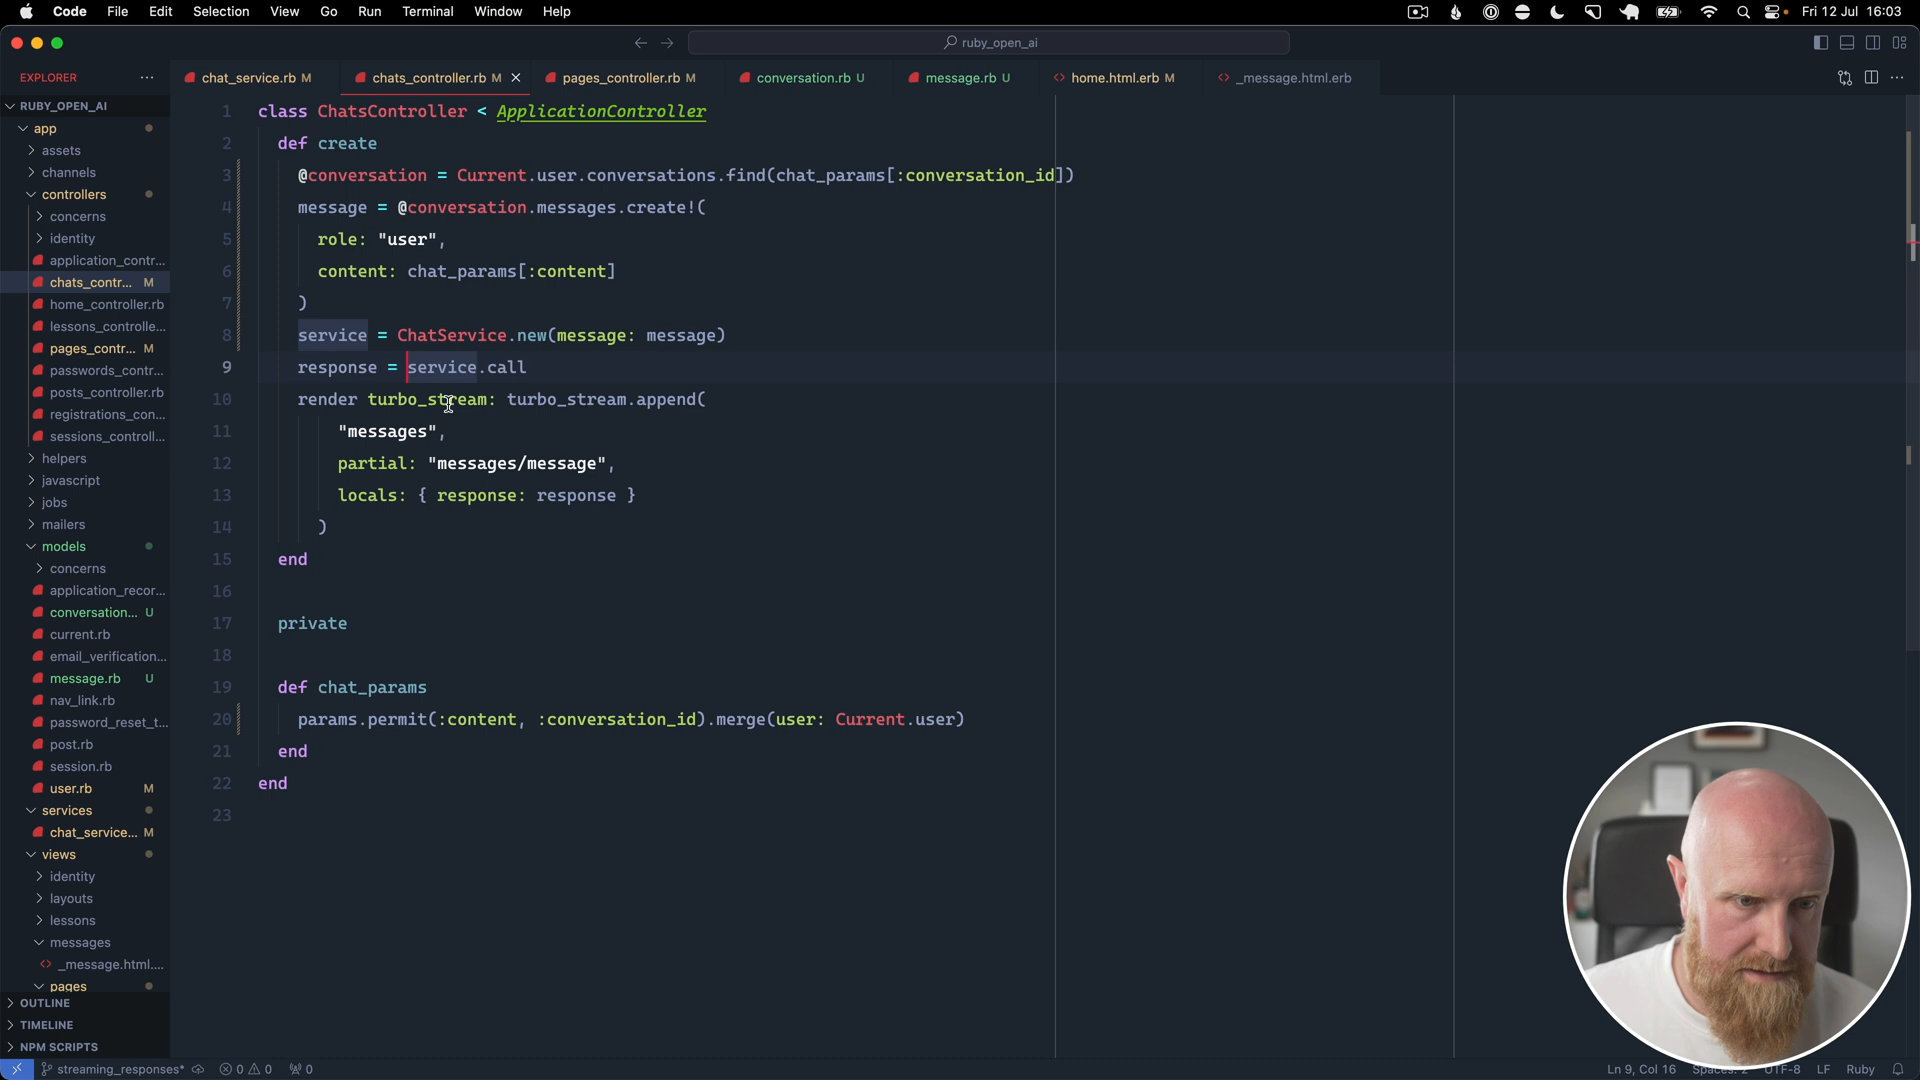 Code File Edit Selection View Go Run Terminal Window Help Fri 12 Jul 16:03
ruby_open_ai
EXPLORER
chat_service.rb M
chats_controller.rb M
pages_controller.rb M
conversation.rb U
message.rb U
home.html.erb M
_message.html.erb
RUBY_OPEN_AI
app
assets
channels
controllers
concerns
identity
application_contr...
chats_contr... M
home_controller.rb
lessons_controlle...
pages_contr... M
passwords_contr...
posts_controller.rb
registrations_con...
sessions_controll...
helpers
javascript
jobs
mailers
models
concerns
application_recor...
conversation... U
current.rb
email_verification...
message.rb U
nav_link.rb
password_reset_t...
post.rb
session.rb
user.rb M
services
chat_service... M
views
identity
layouts
lessons
messages
_message.html....
pages
OUTLINE
TIMELINE
NPM SCRIPTS
1 class ChatsController < ApplicationController
2 def create
3 @conversation = Current.user.conversations.find(chat_params[:conversation_id])
4 message = @conversation.messages.create!(
5 role: "user",
6 content: chat_params[:content]
7 )
8 service = ChatService.new(message: message)
9 response = service.call
10 render turbo_stream: turbo_stream.append(
11 "messages",
12 partial: "messages/message",
13 locals: { response: response }
14 )
15 end
16
17 private
18
19 def chat_params
20 params.permit(:content, :conversation_id).merge(user: Current.user)
21 end
22 end
23
streaming_responses* 0 0 0 Ln 9, Col 16 Spaces: 2 UTF-8 LF Ruby